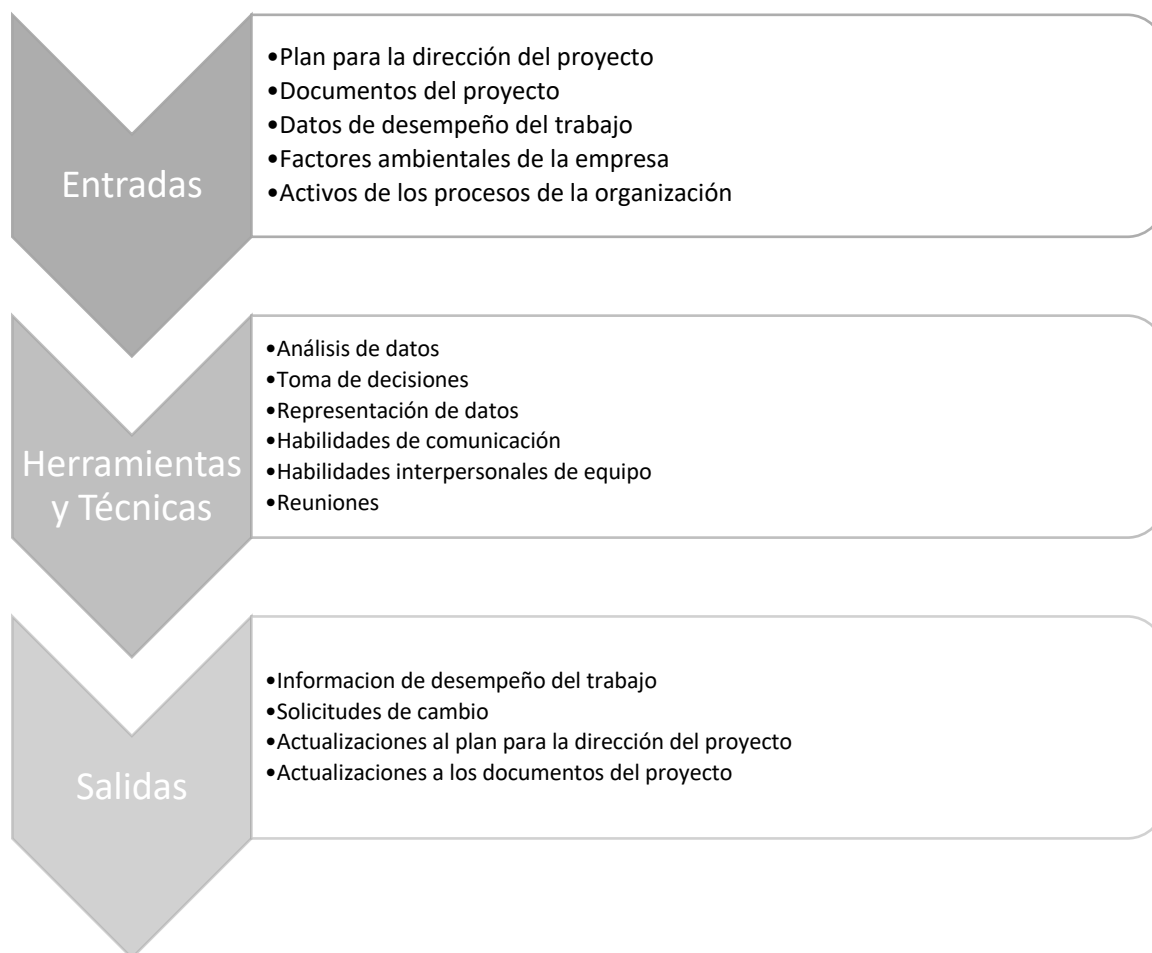 Entradas
•Plan para la dirección del proyecto
•Documentos del proyecto
•Datos de desempeño del trabajo
•Factores ambientales de la empresa
•Activos de los procesos de la organización
Herramientas
y Técnicas
•Análisis de datos
•Toma de decisiones
•Representación de datos
•Habilidades de comunicación
•Habilidades interpersonales de equipo
•Reuniones
Salidas
•Informacion de desempeño del trabajo
•Solicitudes de cambio
•Actualizaciones al plan para la dirección del proyecto
•Actualizaciones a los documentos del proyecto